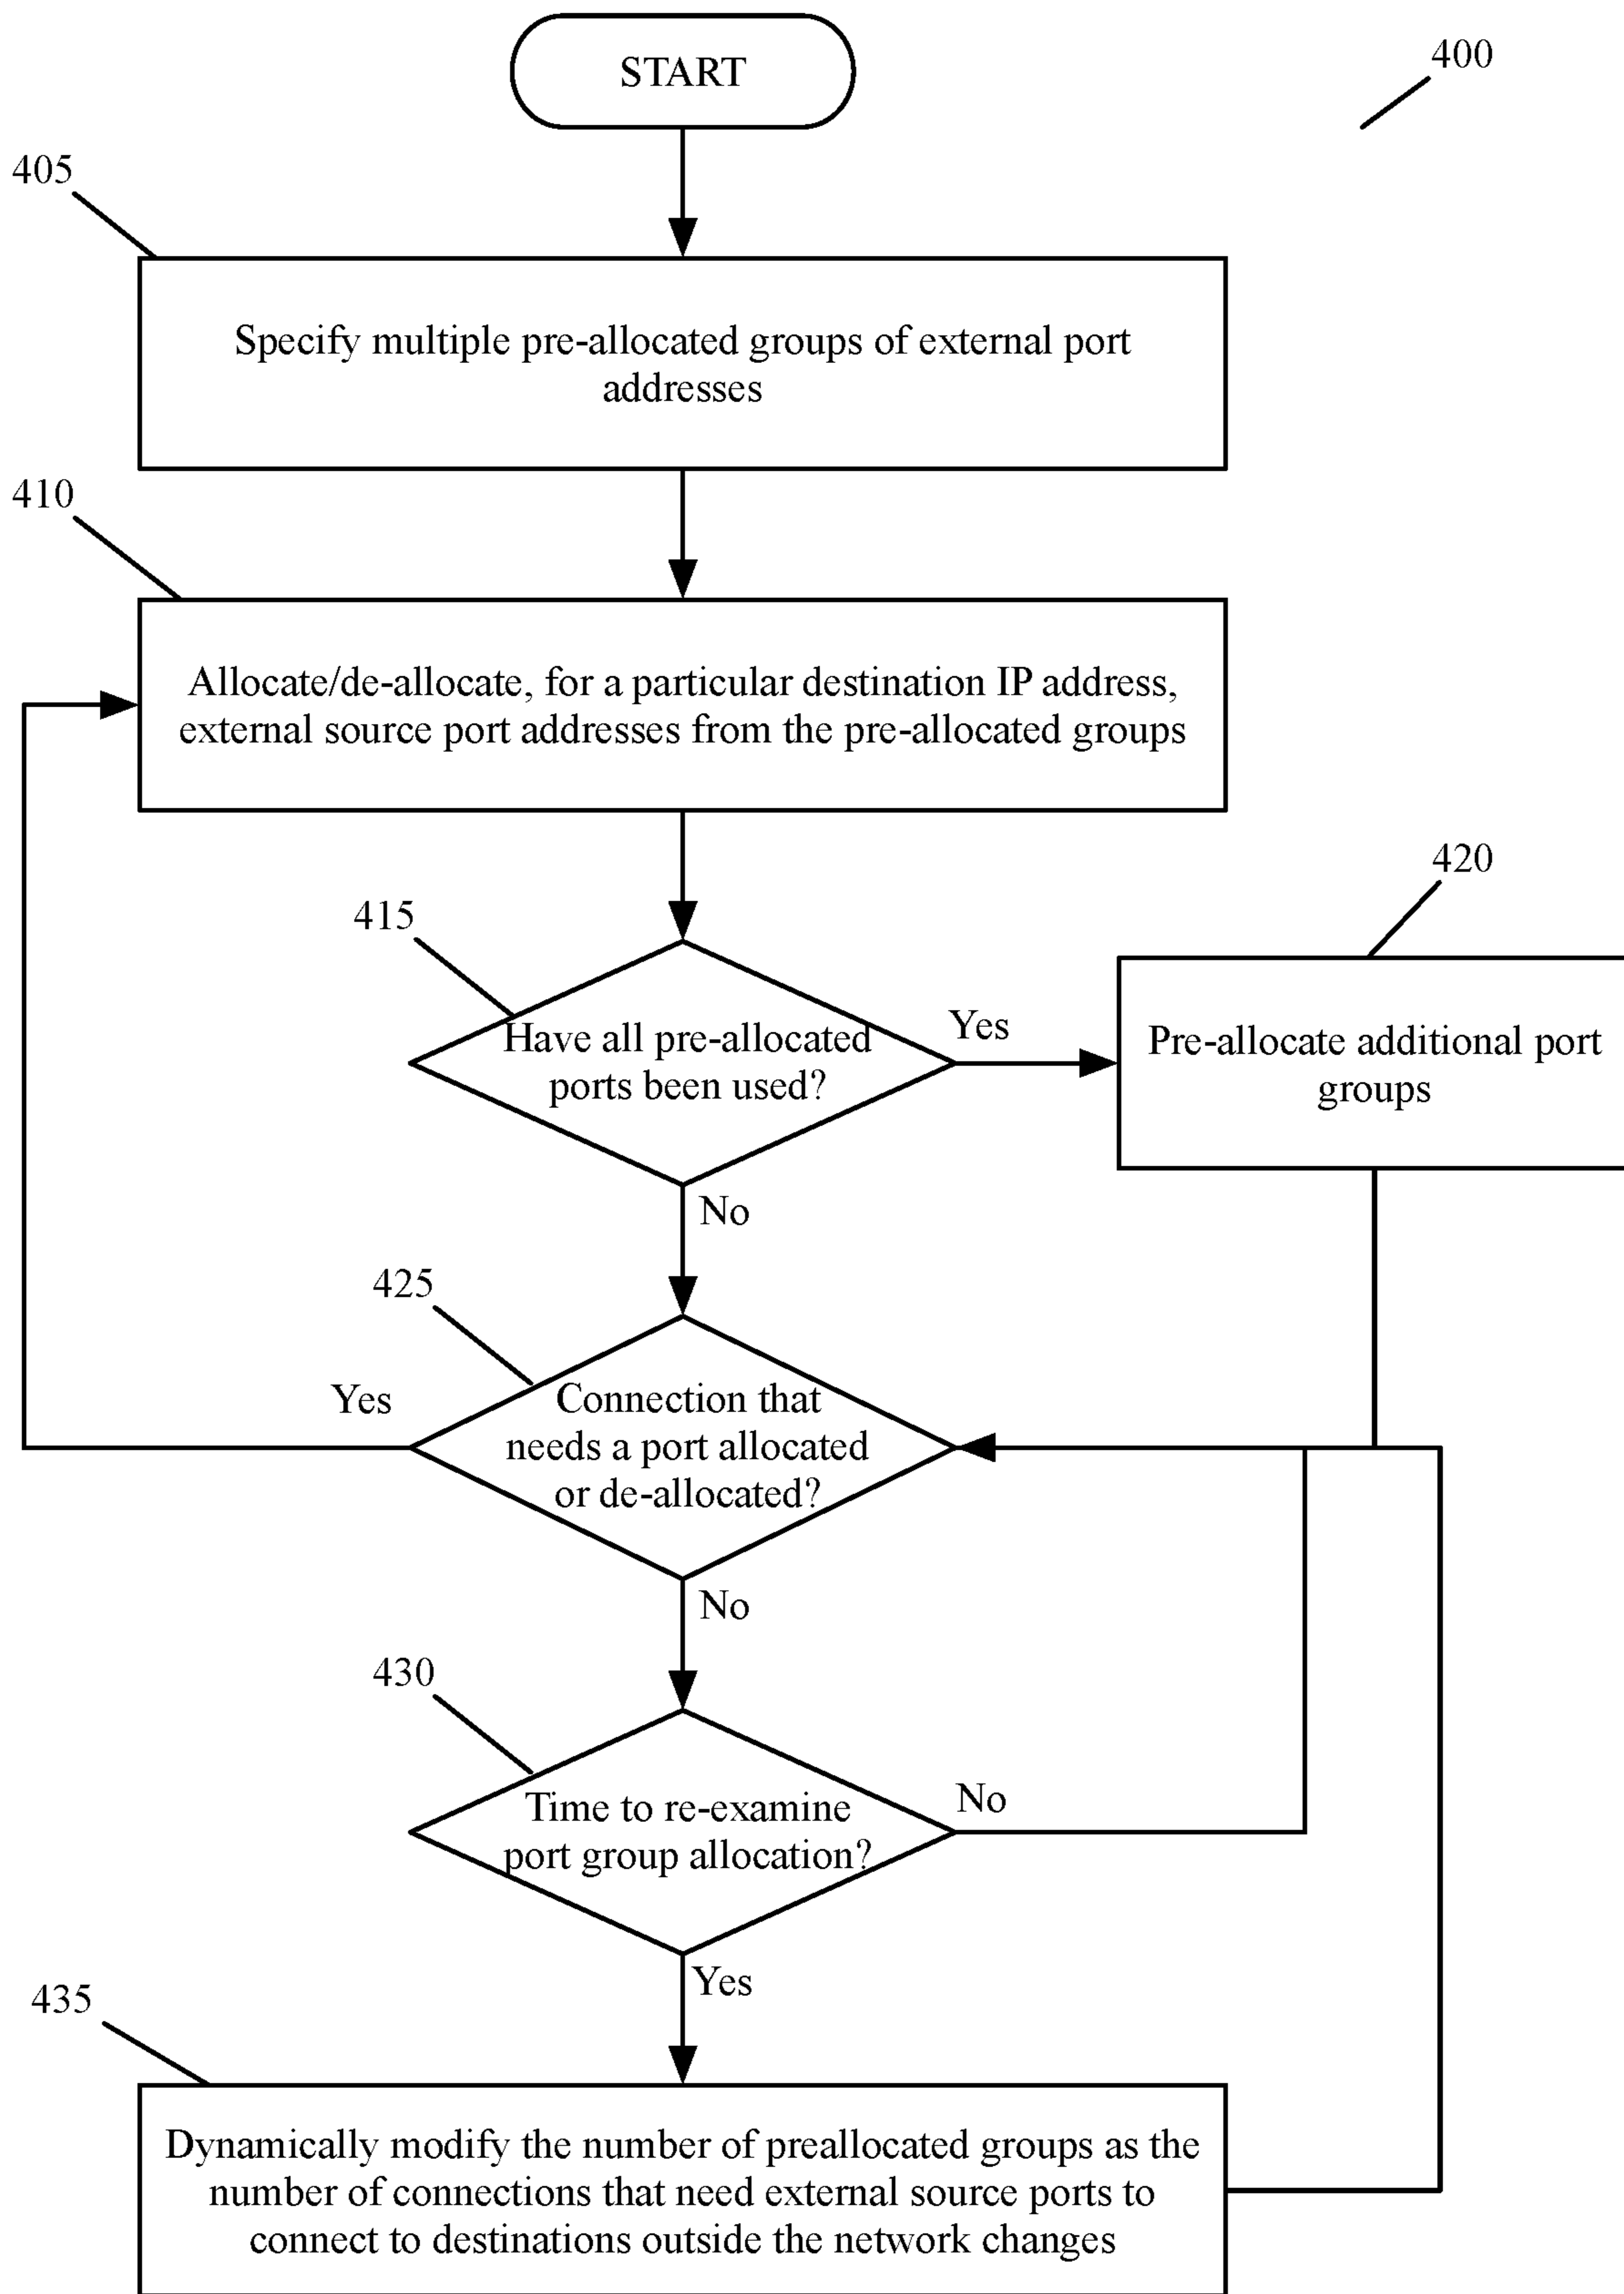 START
400
405
Specify multiple pre-allocated groups of external port
addresses
410
Allocate/de-allocate, for a particular destination IP address,
external source port addresses from the pre-allocated groups
415
Have all pre-allocated
ports been used?
Yes
420
Pre-allocate additional port
groups
No
425
Yes
Connection that
needs a port allocated
or de-allocated?
No
430
Time to re-examine
port group allocation?
No
Yes
435
Dynamically modify the number of preallocated groups as the
number of connections that need external source ports to
connect to destinations outside the network changes